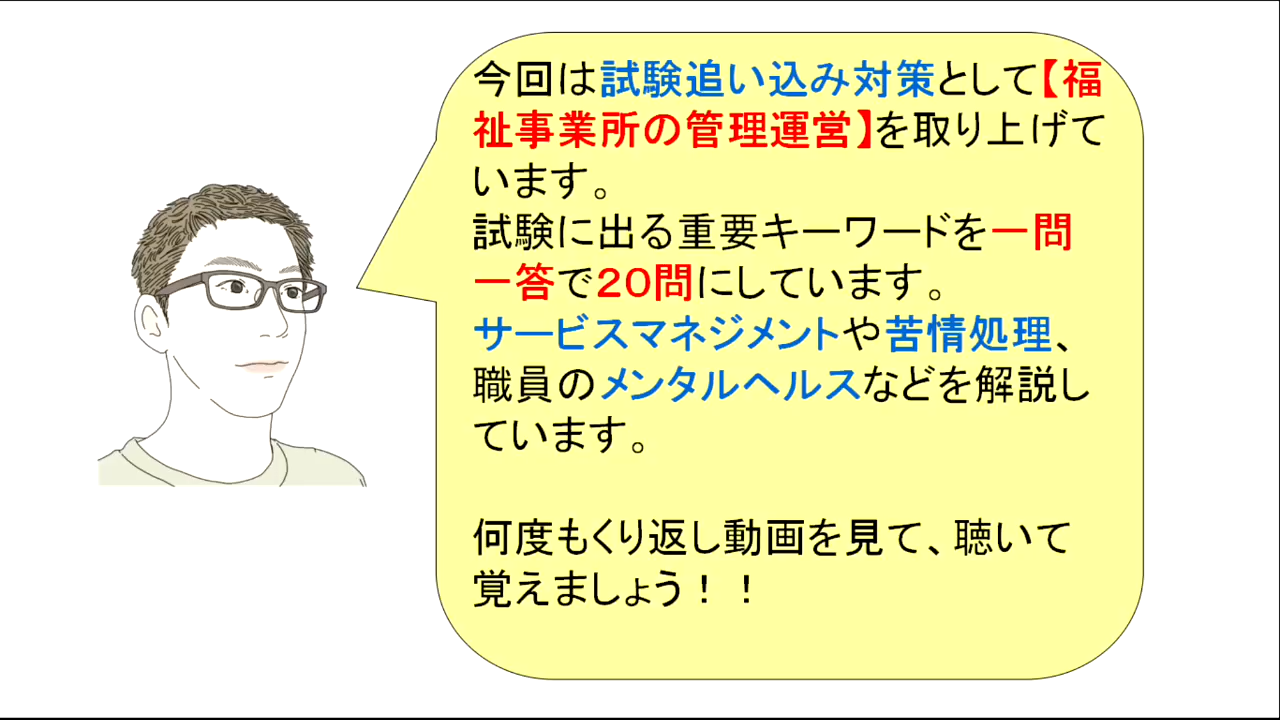 今回は試験追い込み対策として【福
祉事業所の管理運営】を取り上げて
います。
試験に出る重要キーワードを一問
一答で２０問にしています。
サービスマネジメントや苦情処理、
職員のメンタルヘルスなどを解説し
ています。
何度もくり返し動画を見て、聴いて
覚えましょう！！